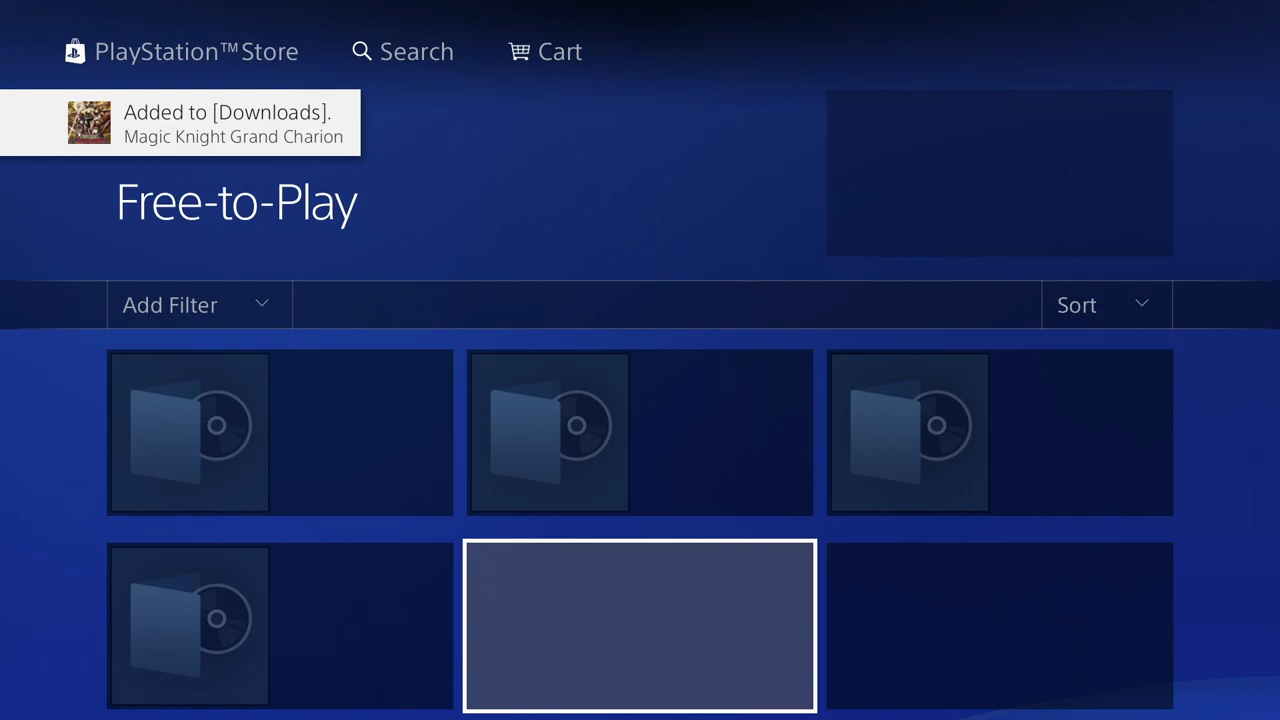 PlayStation™Store
Search
Cart
Added to [Downloads].
Magic Knight Grand Charion
Free-to-Play
Add Filter
Sort